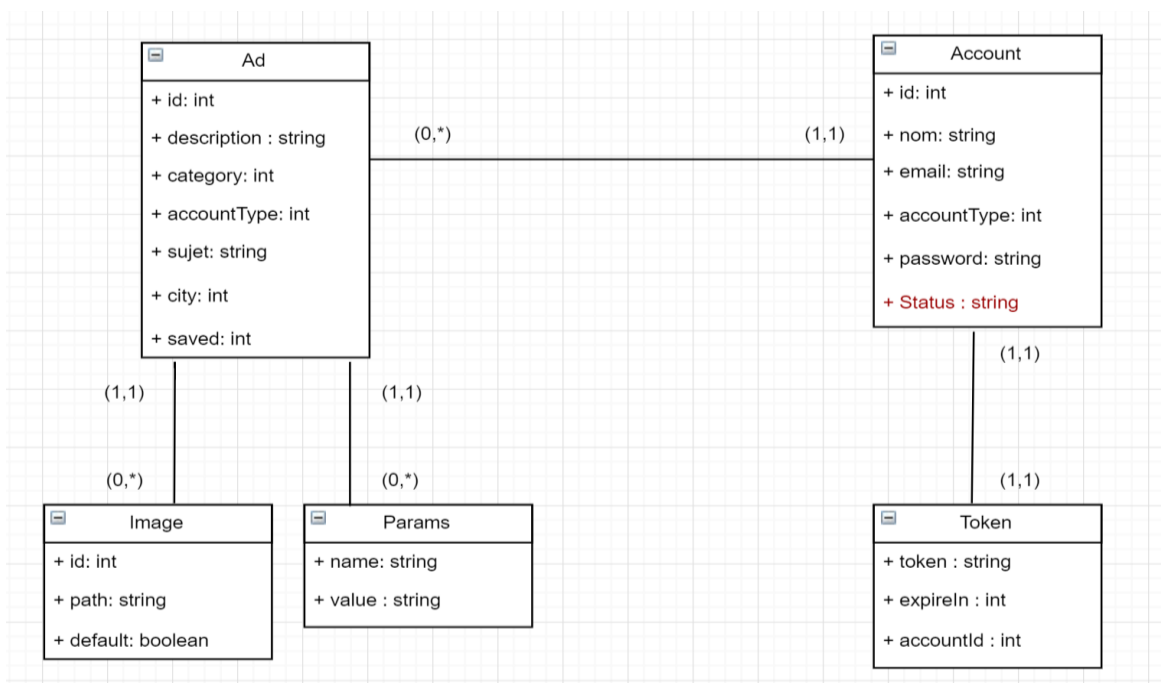 Ad
+ id: int
+ description : string
+ category: int
+ accountType: int
+ sujet: string
+ city: int
+ saved: int
(0,*)
(1,1)
Account
+ id: int
+ nom: string
+ email: string
+ accountType: int
+ password: string
+ Status : string
(1,1)
(1,1)
(1,1)
(0,*)
(0,*)
(1,1)
Image
+ id: int
+ path: string
+ default: boolean
Params
+ name: string
+ value : string
Token
+ token : string
+ expireIn : int
+ accountId : int